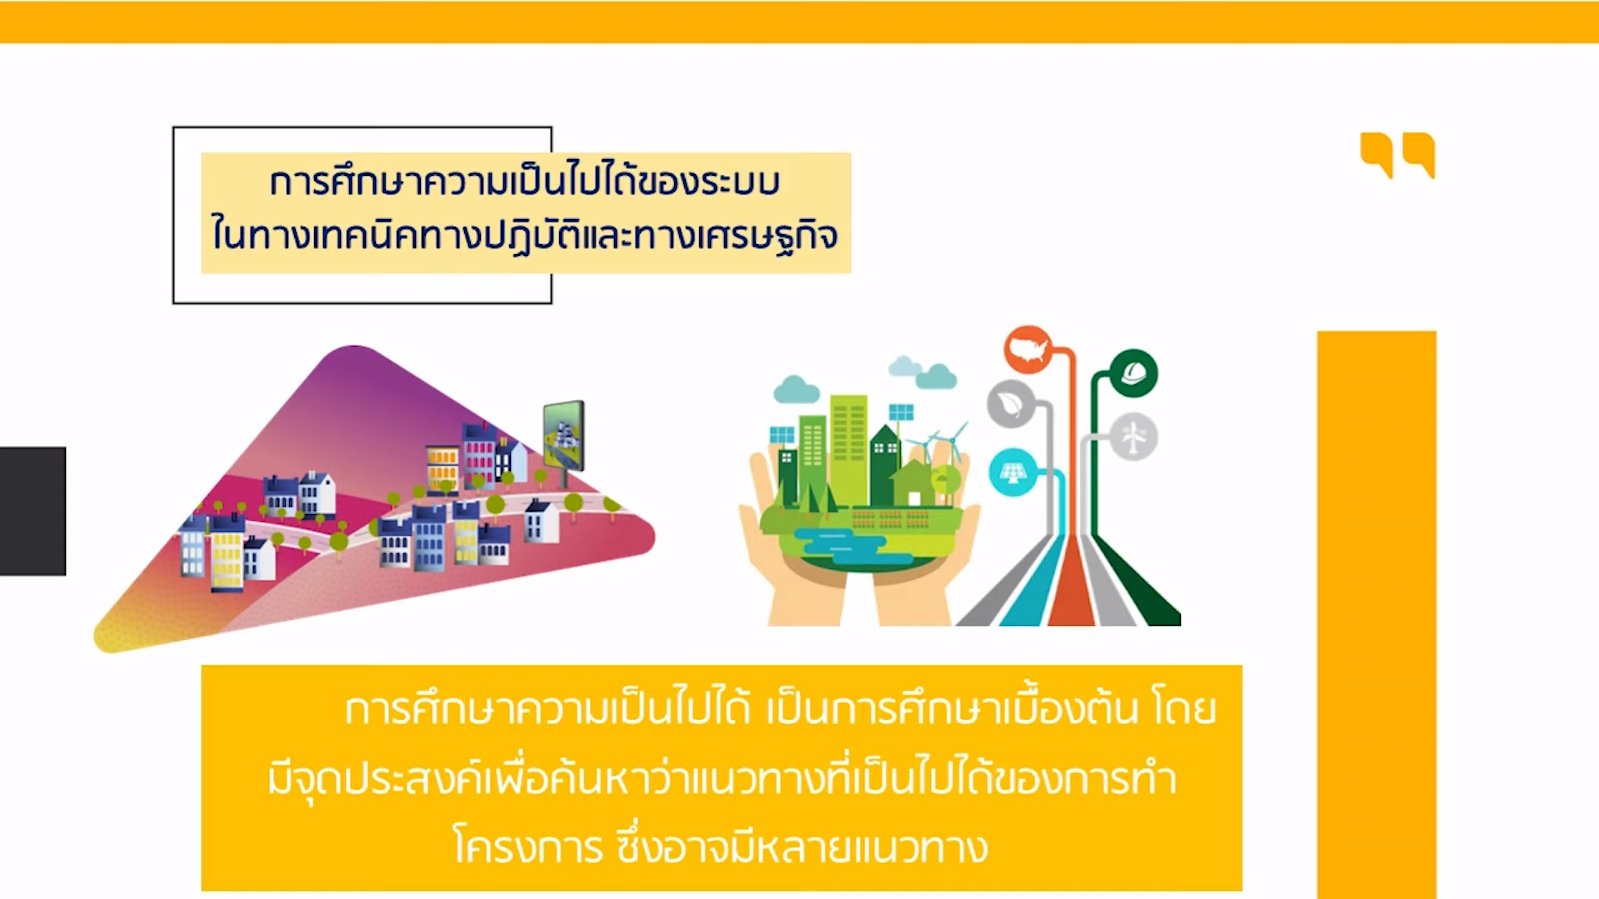 การศึกษาความเป็นไปได้ของระบบ
ในทางเทคนิคทางปฏิบัติและทางเศรษฐกิจ
การศึกษาความเป็นไปได้ เป็นการศึกษาเบื้องต้น โดย
มีจุดประสงค์เพื่อค้นหาว่าแนวทางที่เป็นไปได้ของการทำ
โครงการ ซึ่งอาจมีหลายแนวทาง